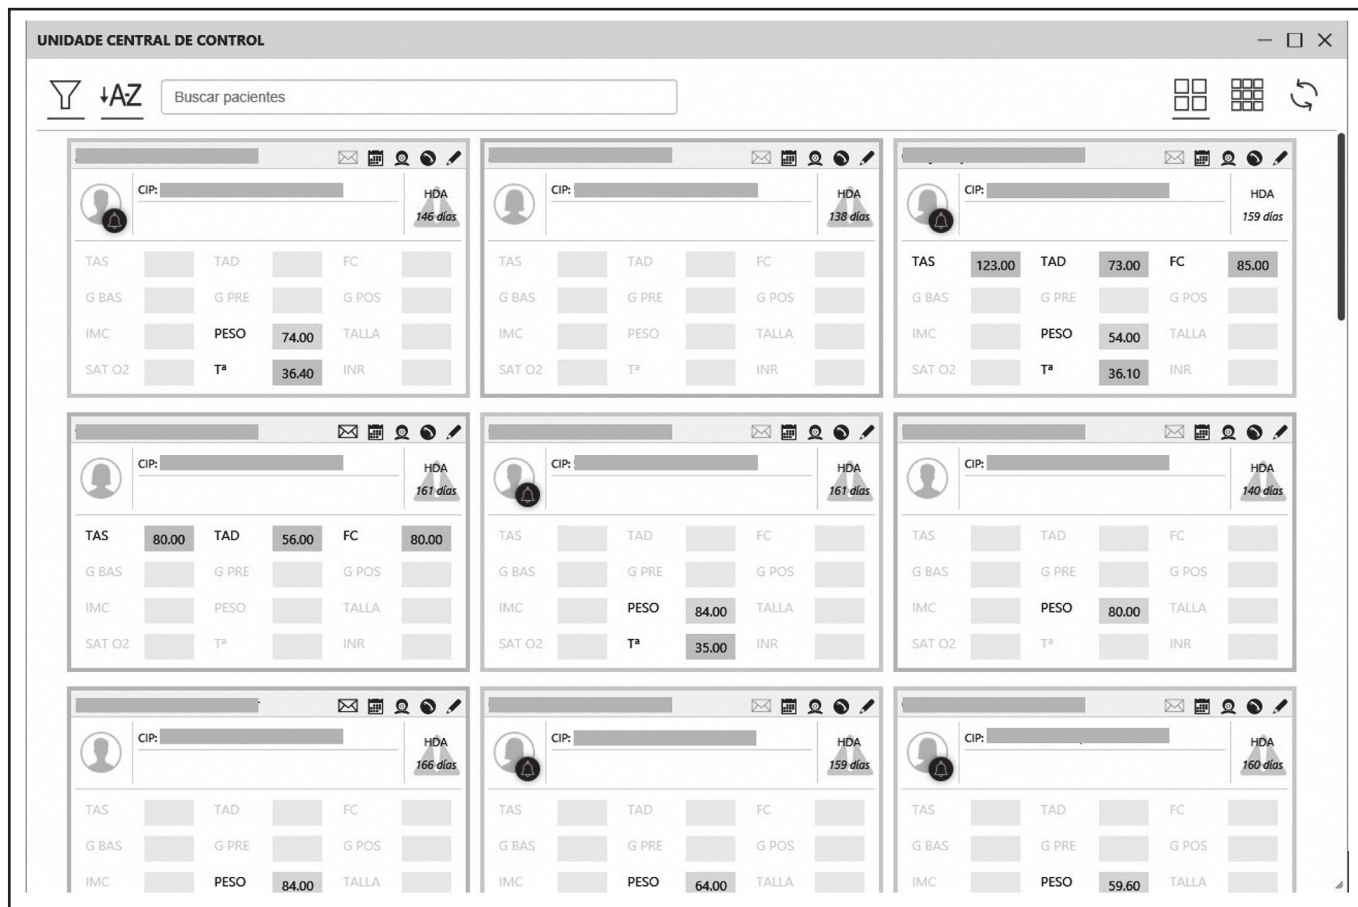 UNIDADE CENTRAL DE CONTROL
↓A-Z Buscar pacientes
CIP: HDA CIP: HDA CIP: HDA
146 días 138 días 159 días
TAS TAD FC TAS TAD FC TAS 123.00 TAD 73.00 FC 85.00
G BAS G PRE G POS G BAS G PRE G POS G BAS G PRE G POS
IMC PESO 74.00 TALLA IMC PESO TALLA IMC PESO 54.00 TALLA
SAT O2 Tª 36.40 INR SAT O2 Tª INR SAT O2 Tª 36.10 INR
CIP: HDA CIP: HDA CIP: HDA
161 días 161 días 140 días
TAS 80.00 TAD 56.00 FC 80.00 TAS TAD FC TAS TAD FC
G BAS G PRE G POS G BAS G PRE G POS G BAS G PRE G POS
IMC PESO TALLA IMC PESO 84.00 TALLA IMC PESO 80.00 TALLA
SAT O2 Tª INR SAT O2 Tª 35.00 INR SAT O2 Tª INR
CIP: HDA CIP: HDA CIP: HDA
166 días 159 días 160 días
TAS TAD FC TAS TAD FC TAS TAD FC
G BAS G PRE G POS G BAS G PRE G POS G BAS G PRE G POS
IMC PESO 84.00 TALLA IMC PESO 64.00 TALLA IMC PESO 59.60 TALLA